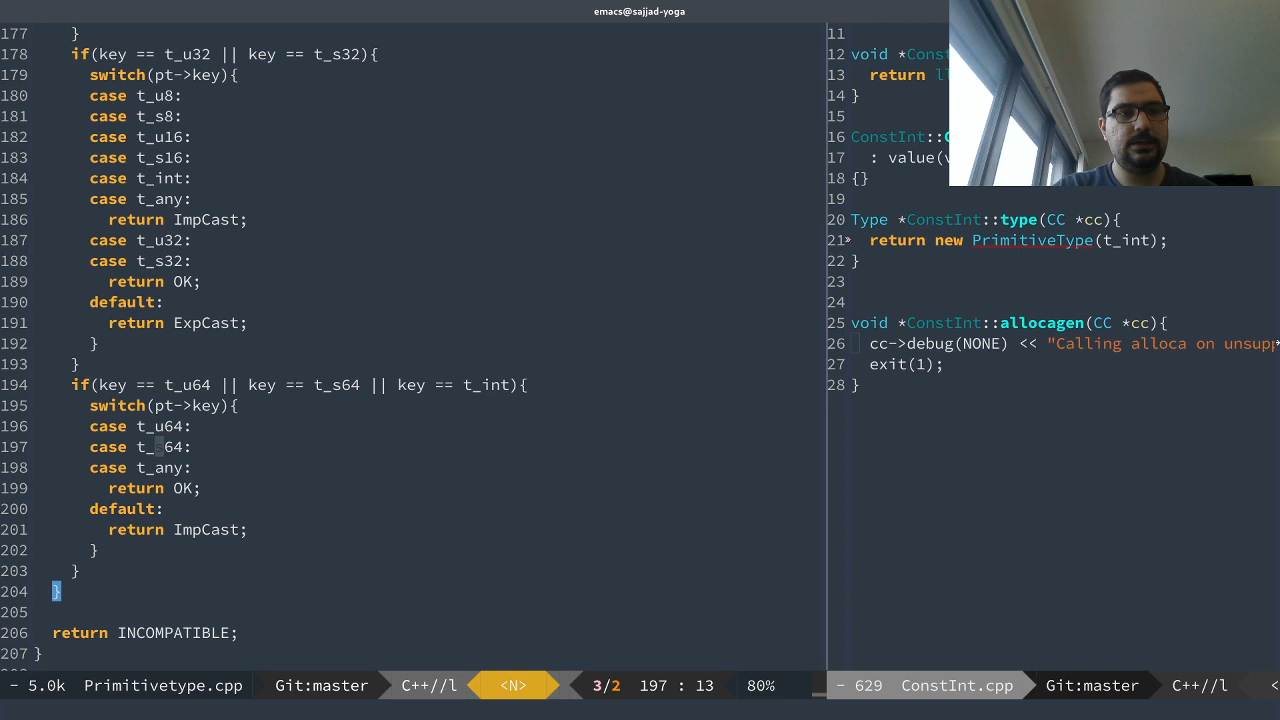 emacs@sajjad-yoga
177 }
178 if(key == t_u32 || key == t_s32){
179 switch(pt->key){
180 case t_u8:
181 case t_s8:
182 case t_u16:
183 case t_s16:
184 case t_int:
185 case t_any:
186 return ImpCast;
187 case t_u32:
188 case t_s32:
189 return OK;
190 default:
191 return ExpCast;
192 }
193 }
194 if(key == t_u64 || key == t_s64 || key == t_int){
195 switch(pt->key){
196 case t_u64:
197 case t_s64:
198 case t_any:
199 return OK;
200 default:
201 return ImpCast;
202 }
203 }
204 }
205
206 return INCOMPATIBLE;
207 }
- 5.0k Primitivetype.cpp Git:master C++//l <N> 3/2 197 : 13 80%
11
12 void *Cons
13 return ll
14 }
15
16 ConstInt::
17 : value(
18 {}
19
20 Type *ConstInt::type(CC *cc){
21 return new PrimitiveType(t_int);
22 }
23
24
25 void *ConstInt::allocagen(CC *cc){
26 cc->debug(NONE) << "Calling alloca on unsupp
27 exit(1);
28 }
- 629 ConstInt.cpp Git:master C++//l <